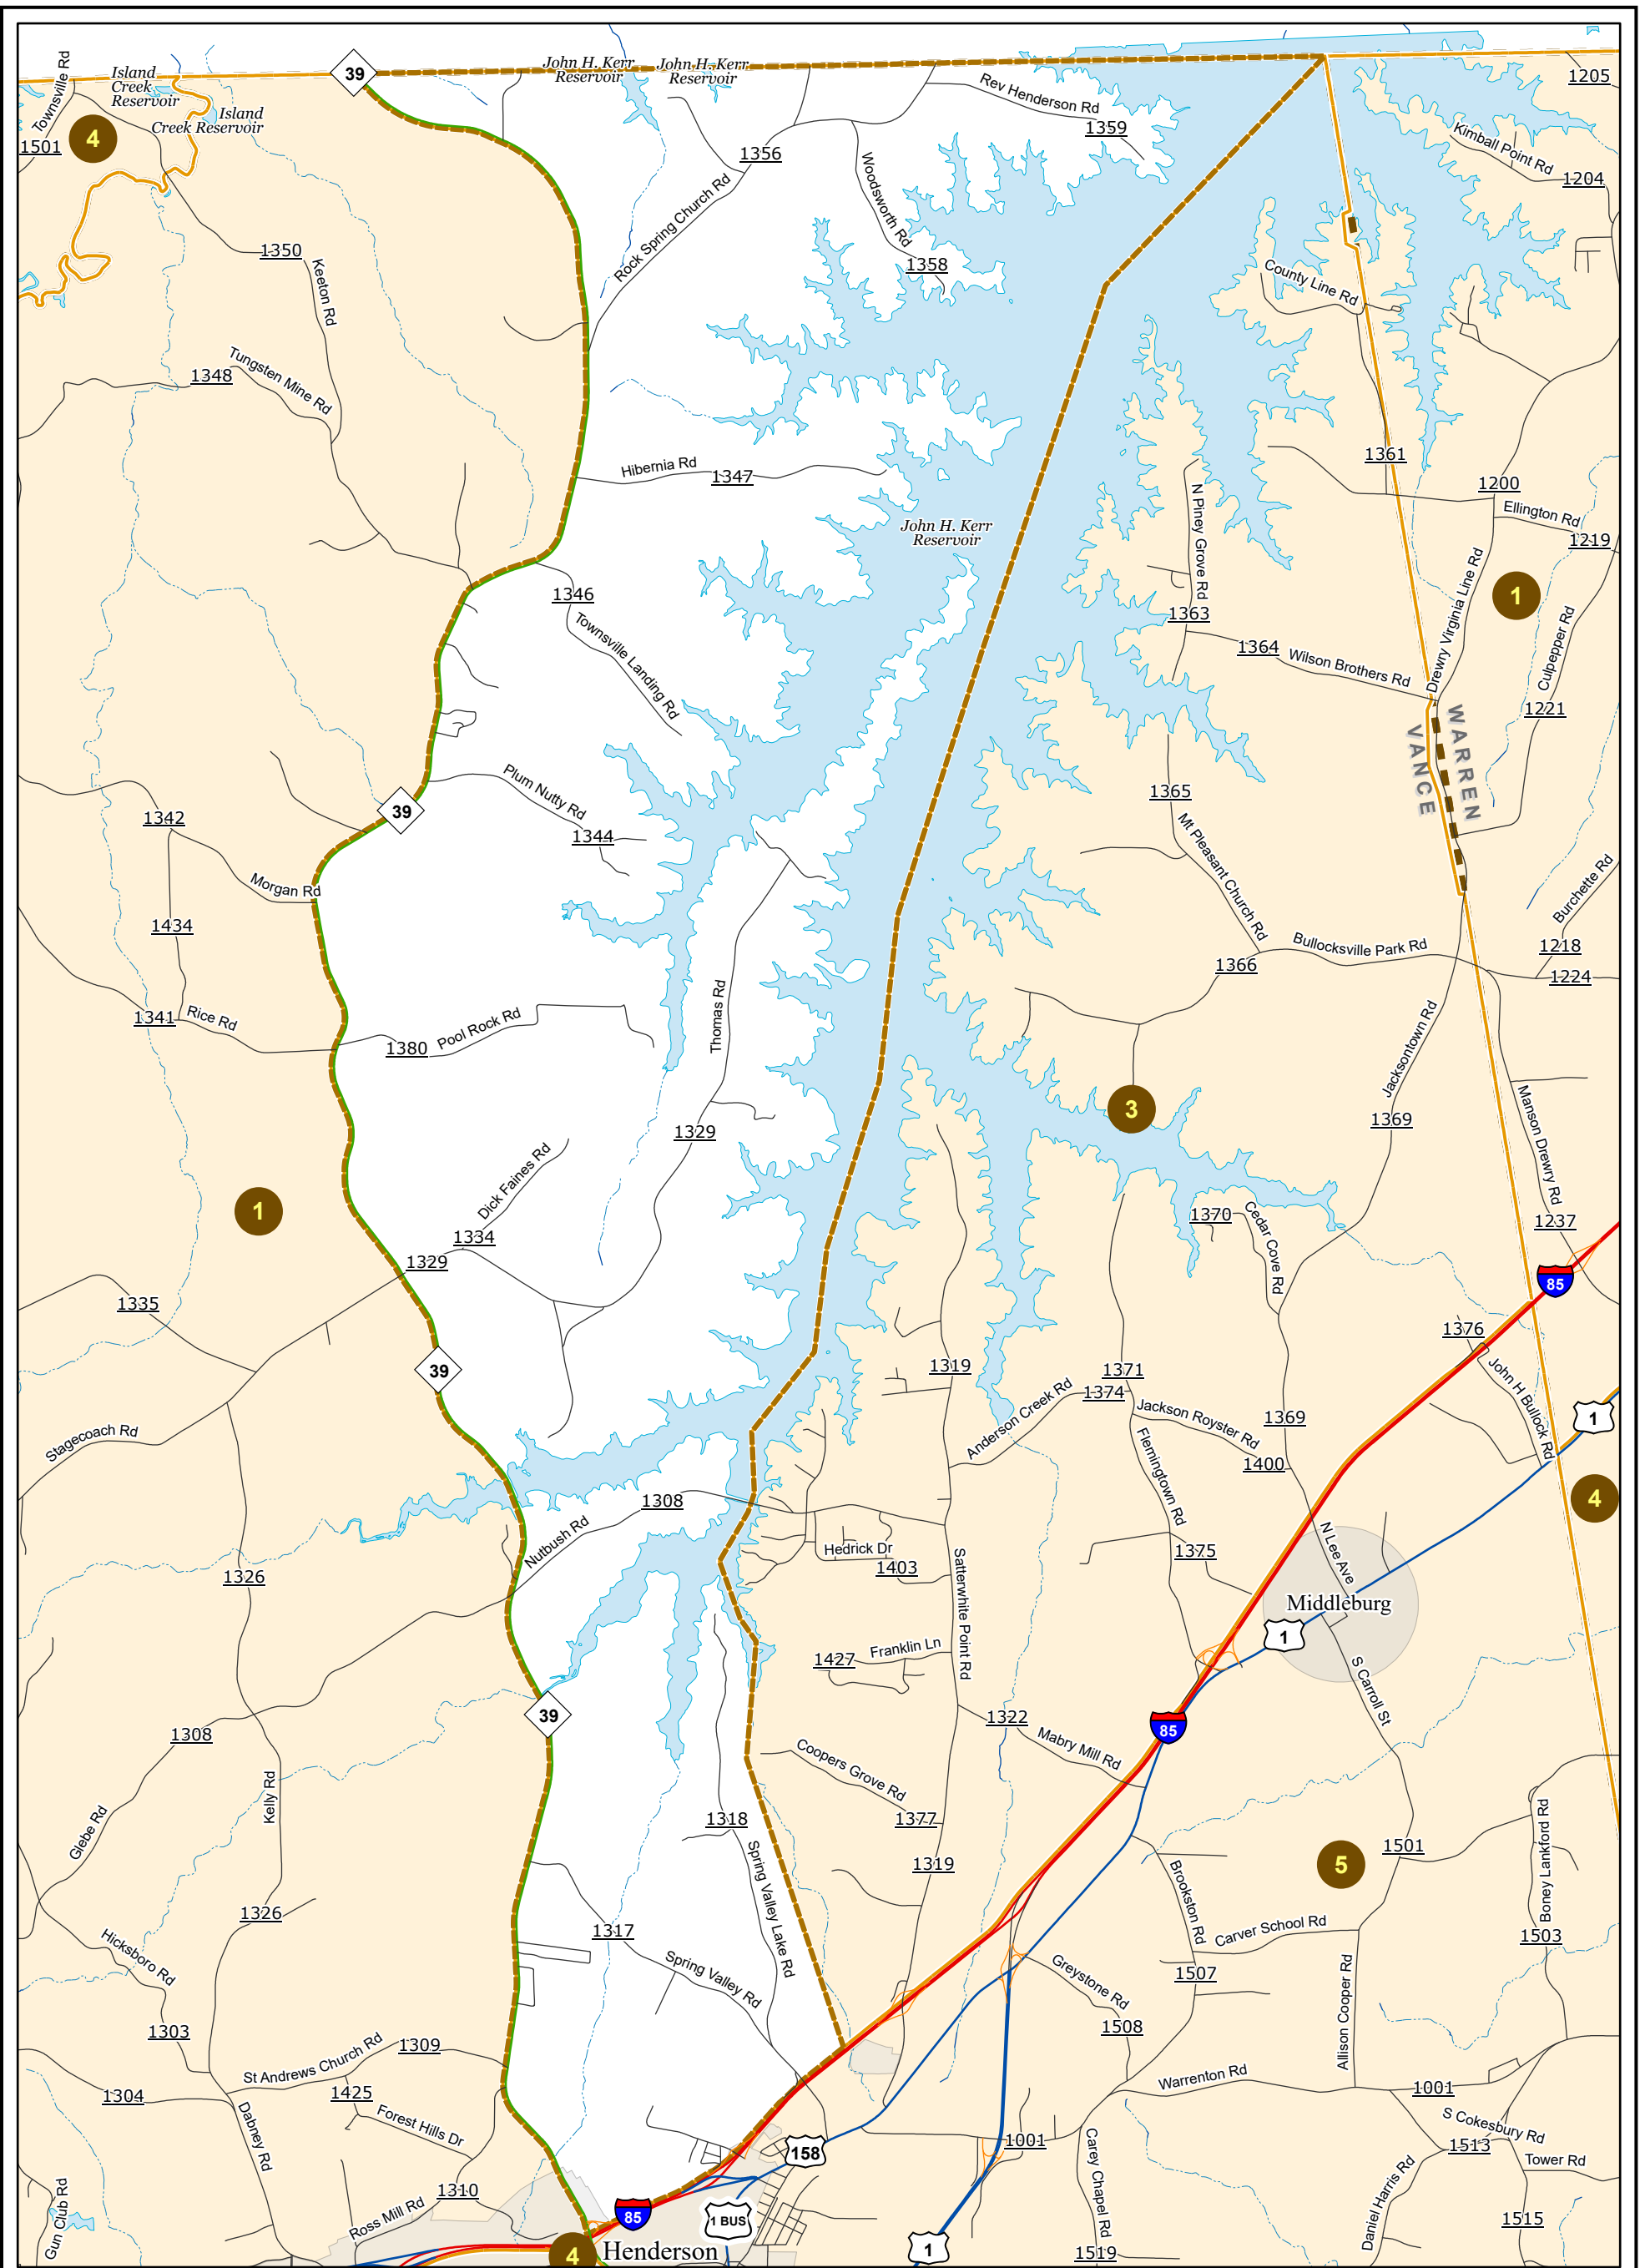 39
John H. Kerr
Reservoir
John H. Kerr
Reservoir
Island
Creek
Reservoir
Island
Creek Reservoir
Townsville Rd
1501
4
1205
Rev Henderson Rd
1359
Kimball Point Rd
1204
1356
Rock Spring Church Rd
Woodsworth Rd
1358
1350
Keeton Rd
County Line Rd
1348
Tungsten Mine Rd
1361
Hibernia Rd
1347
1200
Ellington Rd
1219
John H. Kerr
Reservoir
N Piney Grove Rd
1363
1
1346
Townsville Landing Rd
1364
Wilson Brothers Rd
Drewry Virginia Line Rd
Culpepper Rd
1221
WARREN
VANCE
Plum Nutty Rd
1344
39
1342
1365
Mt Pleasant Church Rd
Morgan Rd
1434
Burchette Rd
1218
1224
Bullocksville Park Rd
1366
1341
Rice Rd
1380
Pool Rock Rd
Thomas Rd
Jacksontown Rd
1369
3
Manson Drewry Rd
1329
1
Dick Faines Rd
1334
1329
1370
Cedar Cove Rd
1237
85
1335
1376
John H Bullock Rd
39
1319
1371
1374
Anderson Creek Rd
Jackson Royster Rd
1369
1
Stagecoach Rd
Flemingtown Rd
1400
4
1308
Nutbush Rd
Hedrick Dr
1403
1375
N Lee Ave
1326
Satterwhite Point Rd
Middleburg
1
Franklin Ln
1427
S Carroll St
39
1308
1322
Mabry Mill Rd
85
Kelly Rd
Glebe Rd
Coopers Grove Rd
1318
1377
1319
Spring Valley Lake Rd
5
1501
Boney Lankford Rd
Brookston Rd
1326
1317
Hicksboro Rd
Carver School Rd
1503
Spring Valley Rd
1507
Greystone Rd
1303
1508
Allison Cooper Rd
St Andrews Church Rd
1309
1304
1425
Forest Hills Dr
Warrenton Rd
1001
Dabney Rd
1001
158
S Cokesbury Rd
1513
Tower Rd
Carey Chapel Rd
Gun Club Rd
1310
Ross Mill Rd
85
1 BUS
Daniel Harris Rd
1515
4
Henderson
1
1519